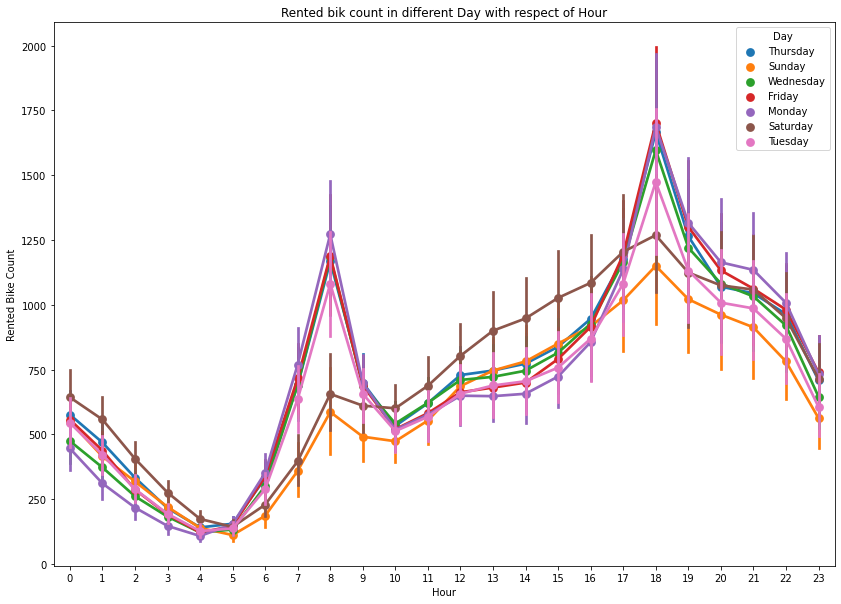 Rented bik count in different Day with respect of Hour
Rented Bike Count
2000
1750
1500
1250
1000
750
500
250
0
Day
Thursday
Sunday
Wednesday
Friday
Monday
Saturday
Tuesday
0 1 2 3 4 5 6 7 8 9 10 11 12 13 14 15 16 17 18 19 20 21 22 23
Hour